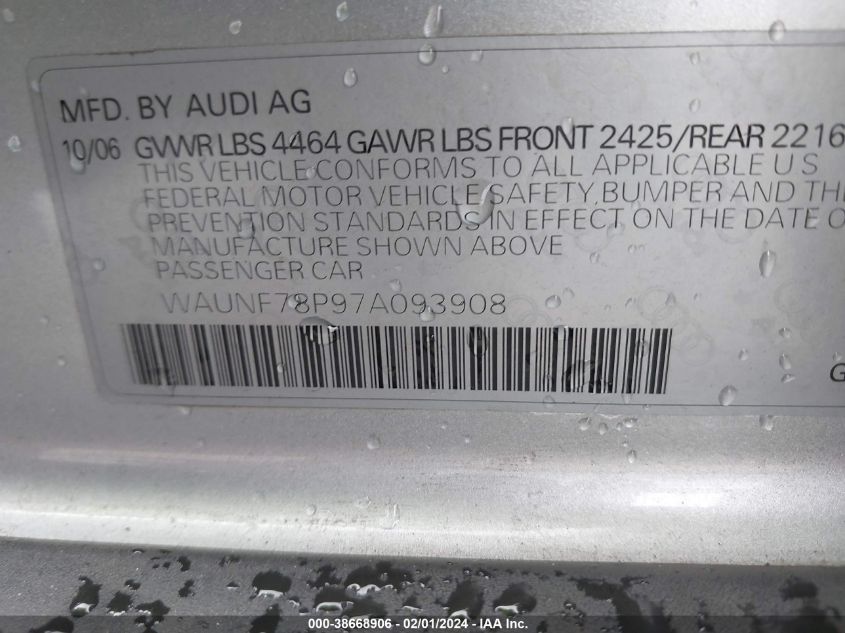 MFD. BY AUDI AG
10/06 GVWR LBS 4464 GAWR LBS FRONT 2425/REAR 2216
THIS VEHICLE CONFORMS TO ALL APPLICABLE U S
FEDERAL MOTOR VEHICLE SAFETY, BUMPER AND
PREVENTION STANDARDS IN EFFECT ON THE DATE
MANUFACTURE SHOWN ABOVE
PASSENGER CAR
WAUNF78P97A093908
G
000-38668906 - 02/01/2024 - IAA Inc.